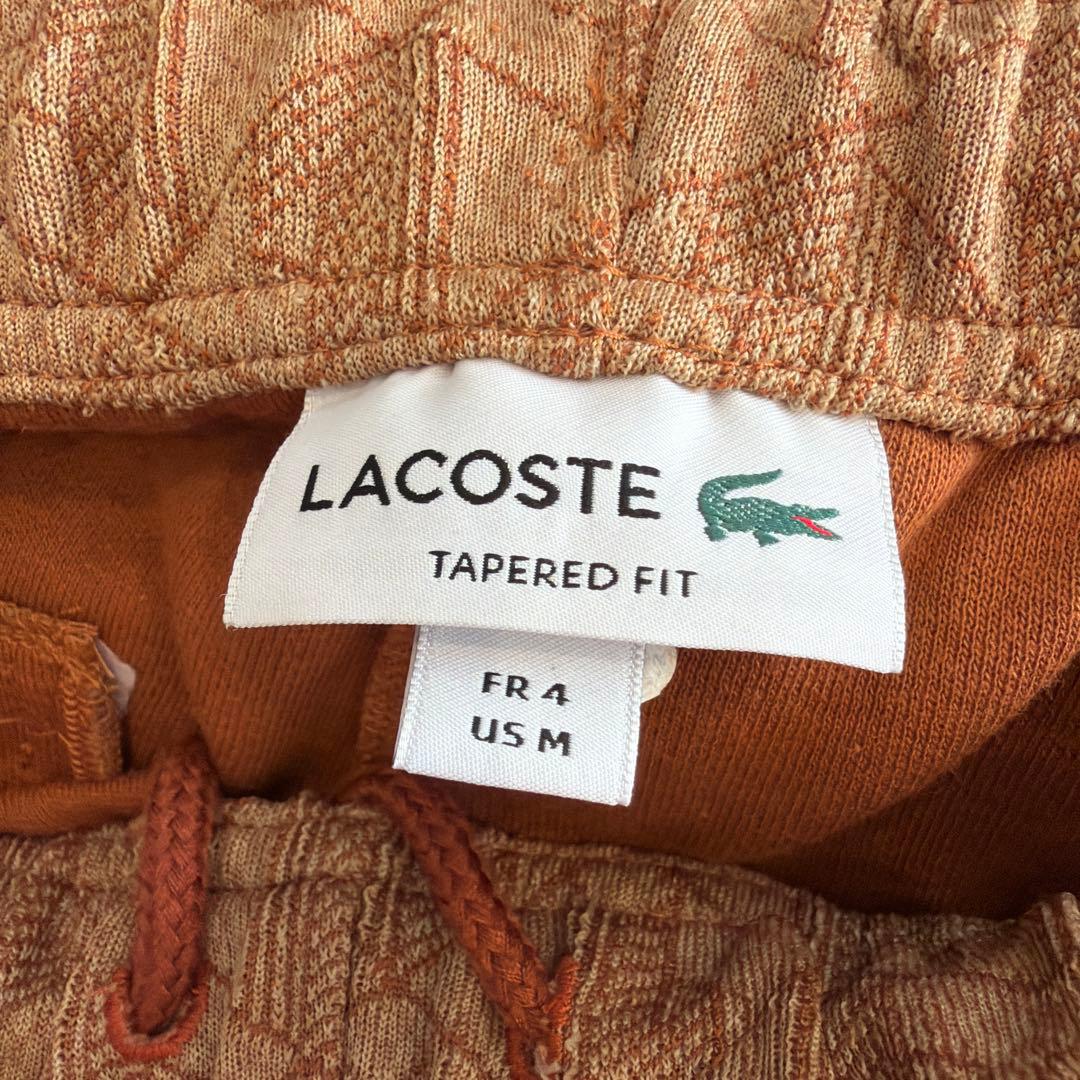 LACOSTE
TAPERED FIT
FR 4
US M